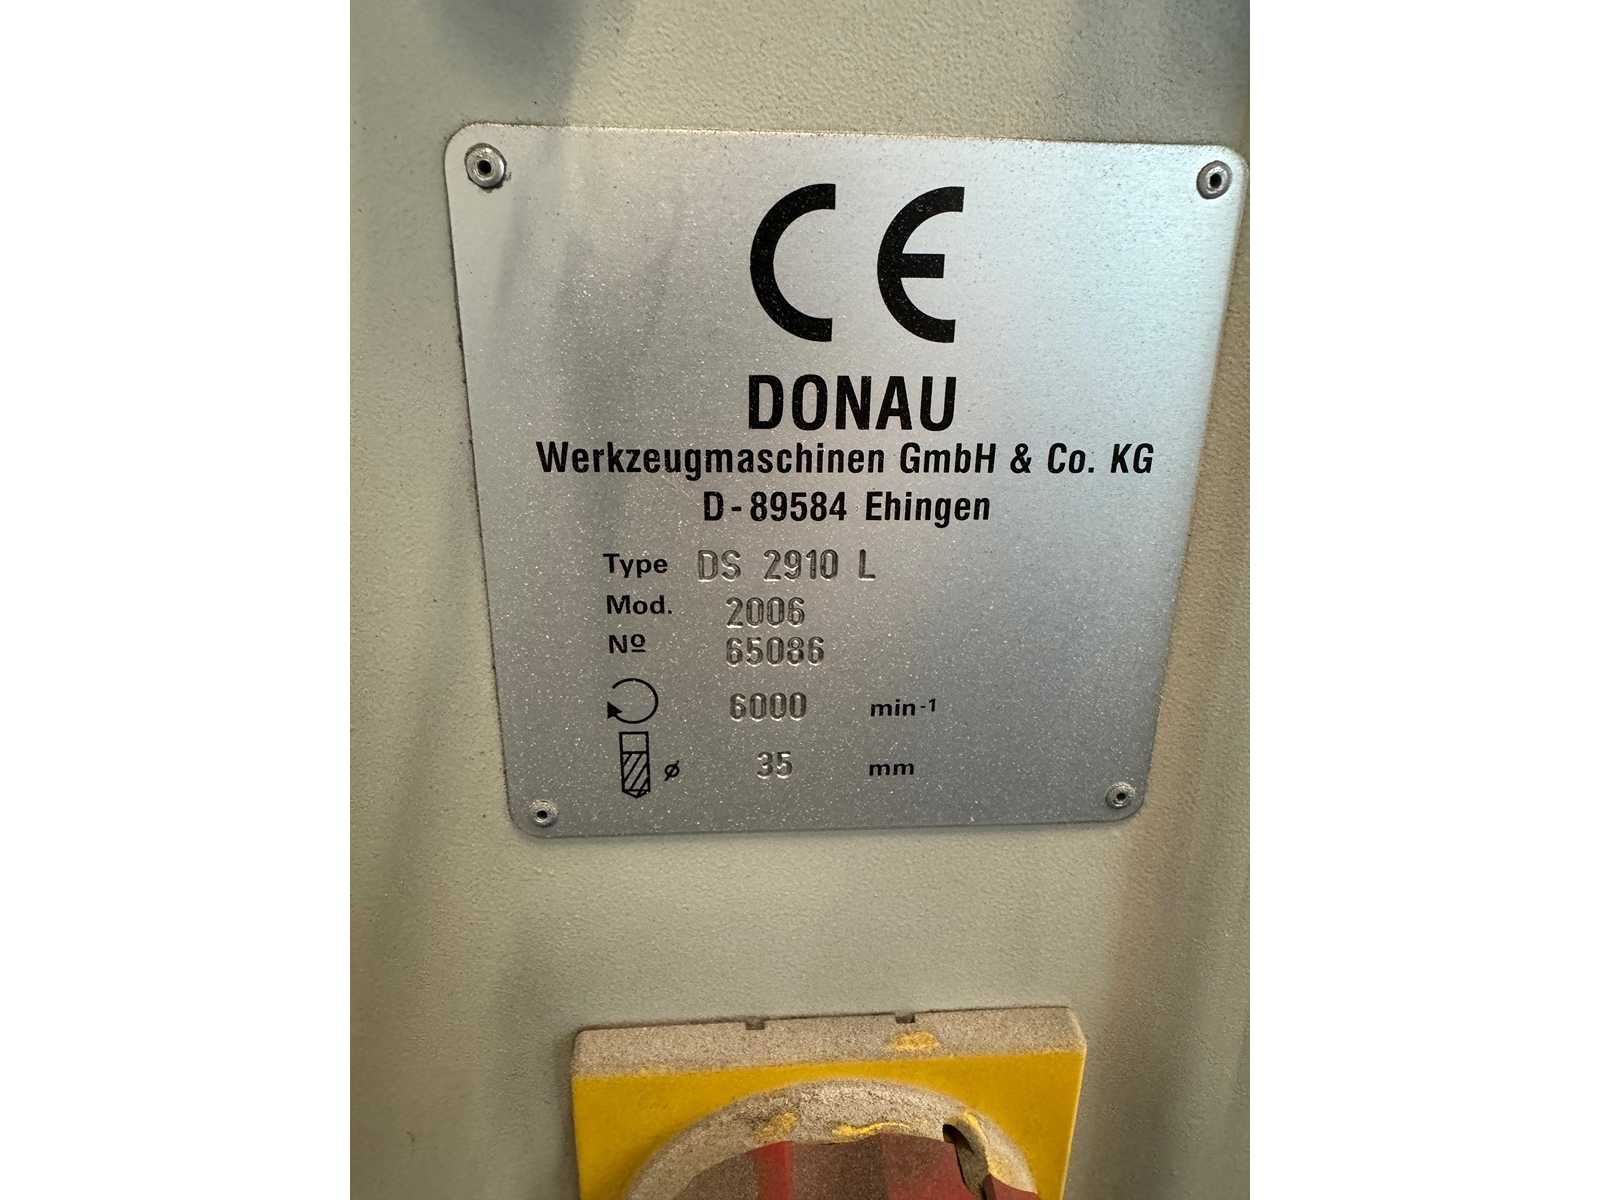 CE
DONAU
Werkzeugmaschinen GmbH & Co. KG
D-89584 Ehingen
Type DS 2910 L
Mod. 2006
Nº 65086
6000 min-1
ø 35 mm